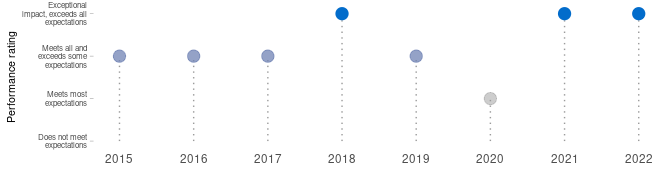 Performance rating
Exceptional
impact, exceeds all
expectations
Meets all and
exceeds some
expectations
Meets most
expectations
Does not meet
expectations
2015 2016 2017 2018 2019 2020 2021 2022